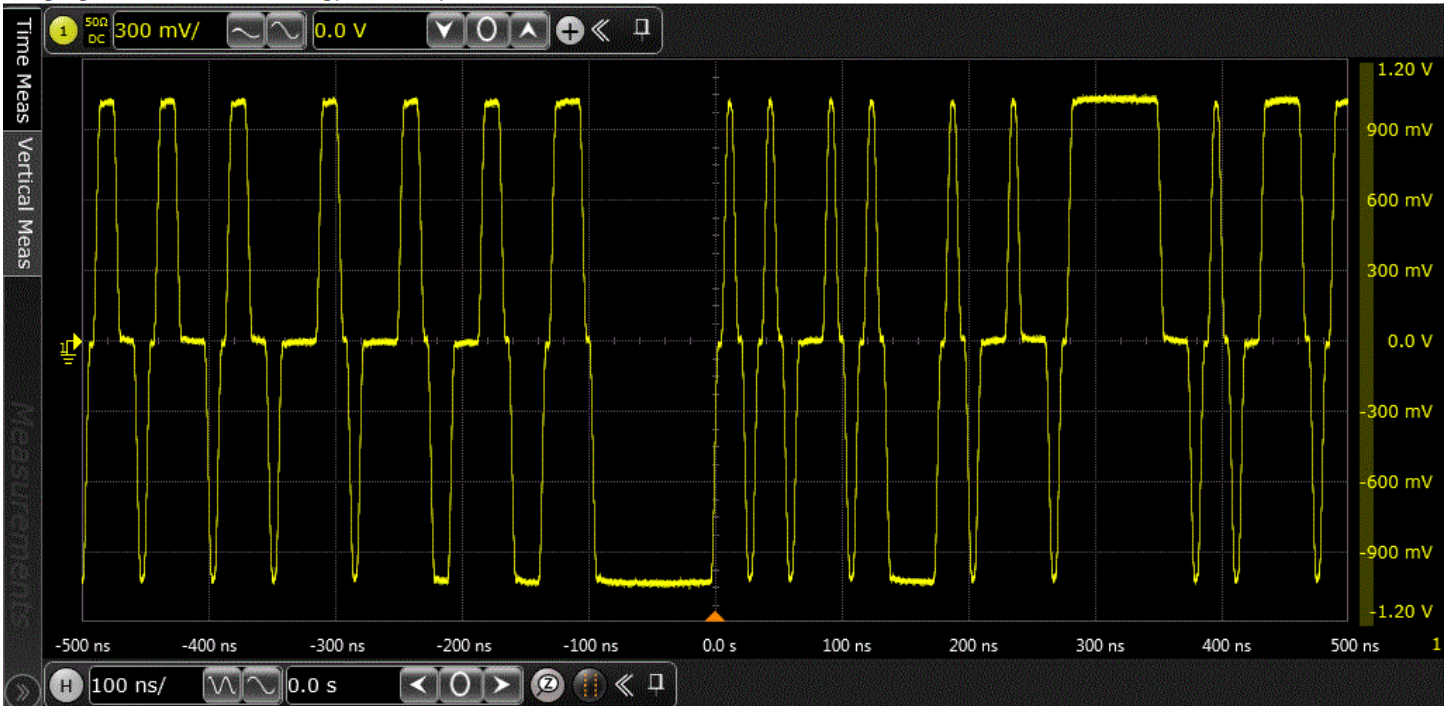 Time Meas
Vertical Meas
Measurements
1 50Ω DC 300 mV/ 0.0 V
1.20 V
900 mV
600 mV
300 mV
0.0 V
-300 mV
-600 mV
-900 mV
-1.20 V
1
-500 ns -400 ns -300 ns -200 ns -100 ns 0.0 s 100 ns 200 ns 300 ns 400 ns 500 ns 1
H 100 ns/ 0.0 s Z